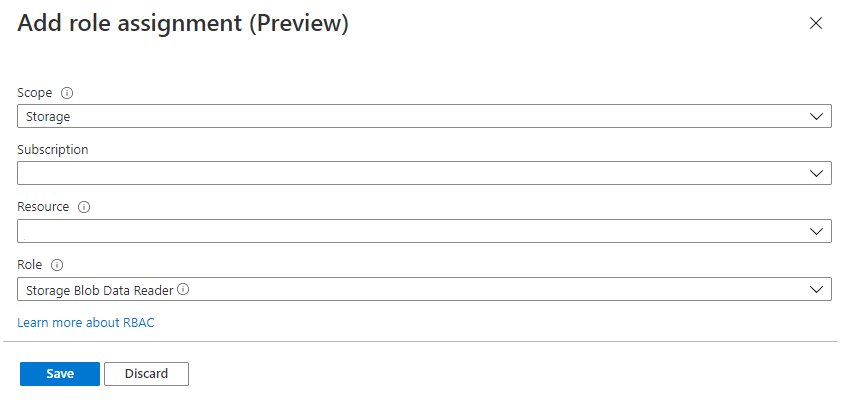 Add role assignment (Preview)
Scope
Storage
Subscription
Resource
Role
Storage Blob Data Reader
Learn more about RBAC
Save Discard